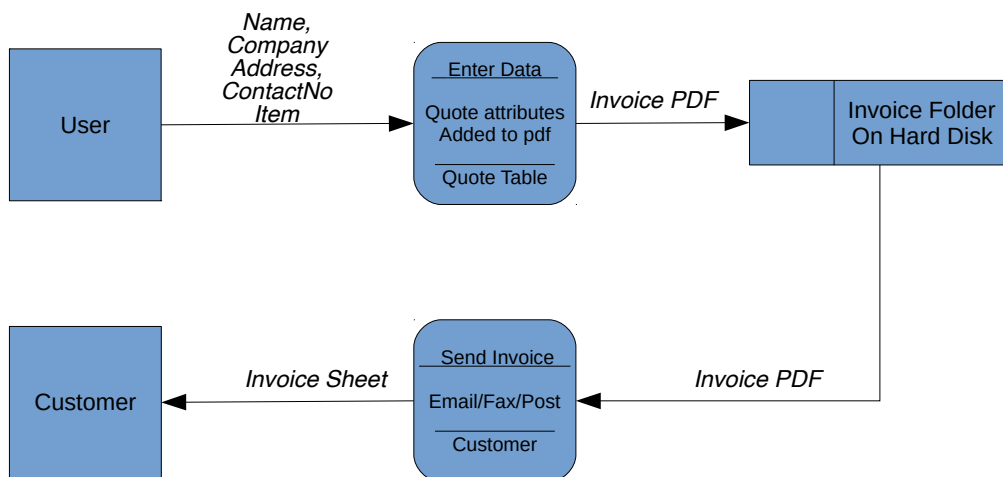 Name,
Company
Address,
ContactNo
Item
User
Enter Data
Quote attributes
Added to pdf
Quote Table
Invoice PDF
Invoice Folder
On Hard Disk
Customer
Invoice Sheet
Send Invoice
Email/Fax/Post
Customer
Invoice PDF